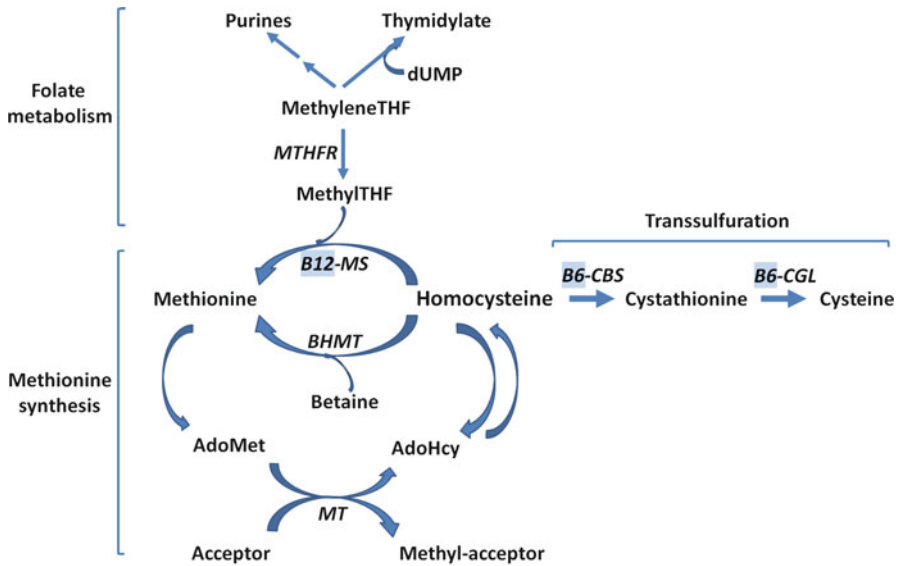 Purines
Thymidylate
dUMP
Folate
metabolism
MethyleneTHF
MTHFR
MethylTHF
Transsulfuration
B12-MS
B6-CBS
B6-CGL
Methionine
Homocysteine
Cystathionine
Cysteine
BHMT
Methionine
synthesis
Betaine
AdoMet
AdoHcy
MT
Acceptor
Methyl-acceptor